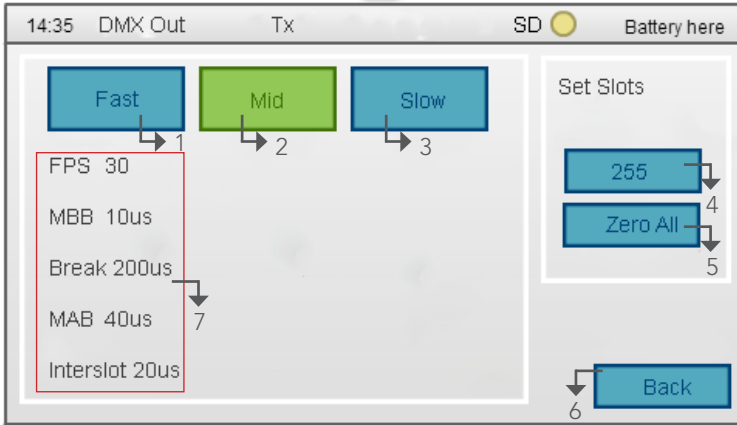 14:35 DMX Out Tx SD Battery here
Fast Mid Slow
1 2 3
FPS 30
MBB 10us
Break 200us
MAB 40us
Interslot 20us
7
Set Slots
255
4
Zero All
5
Back
6